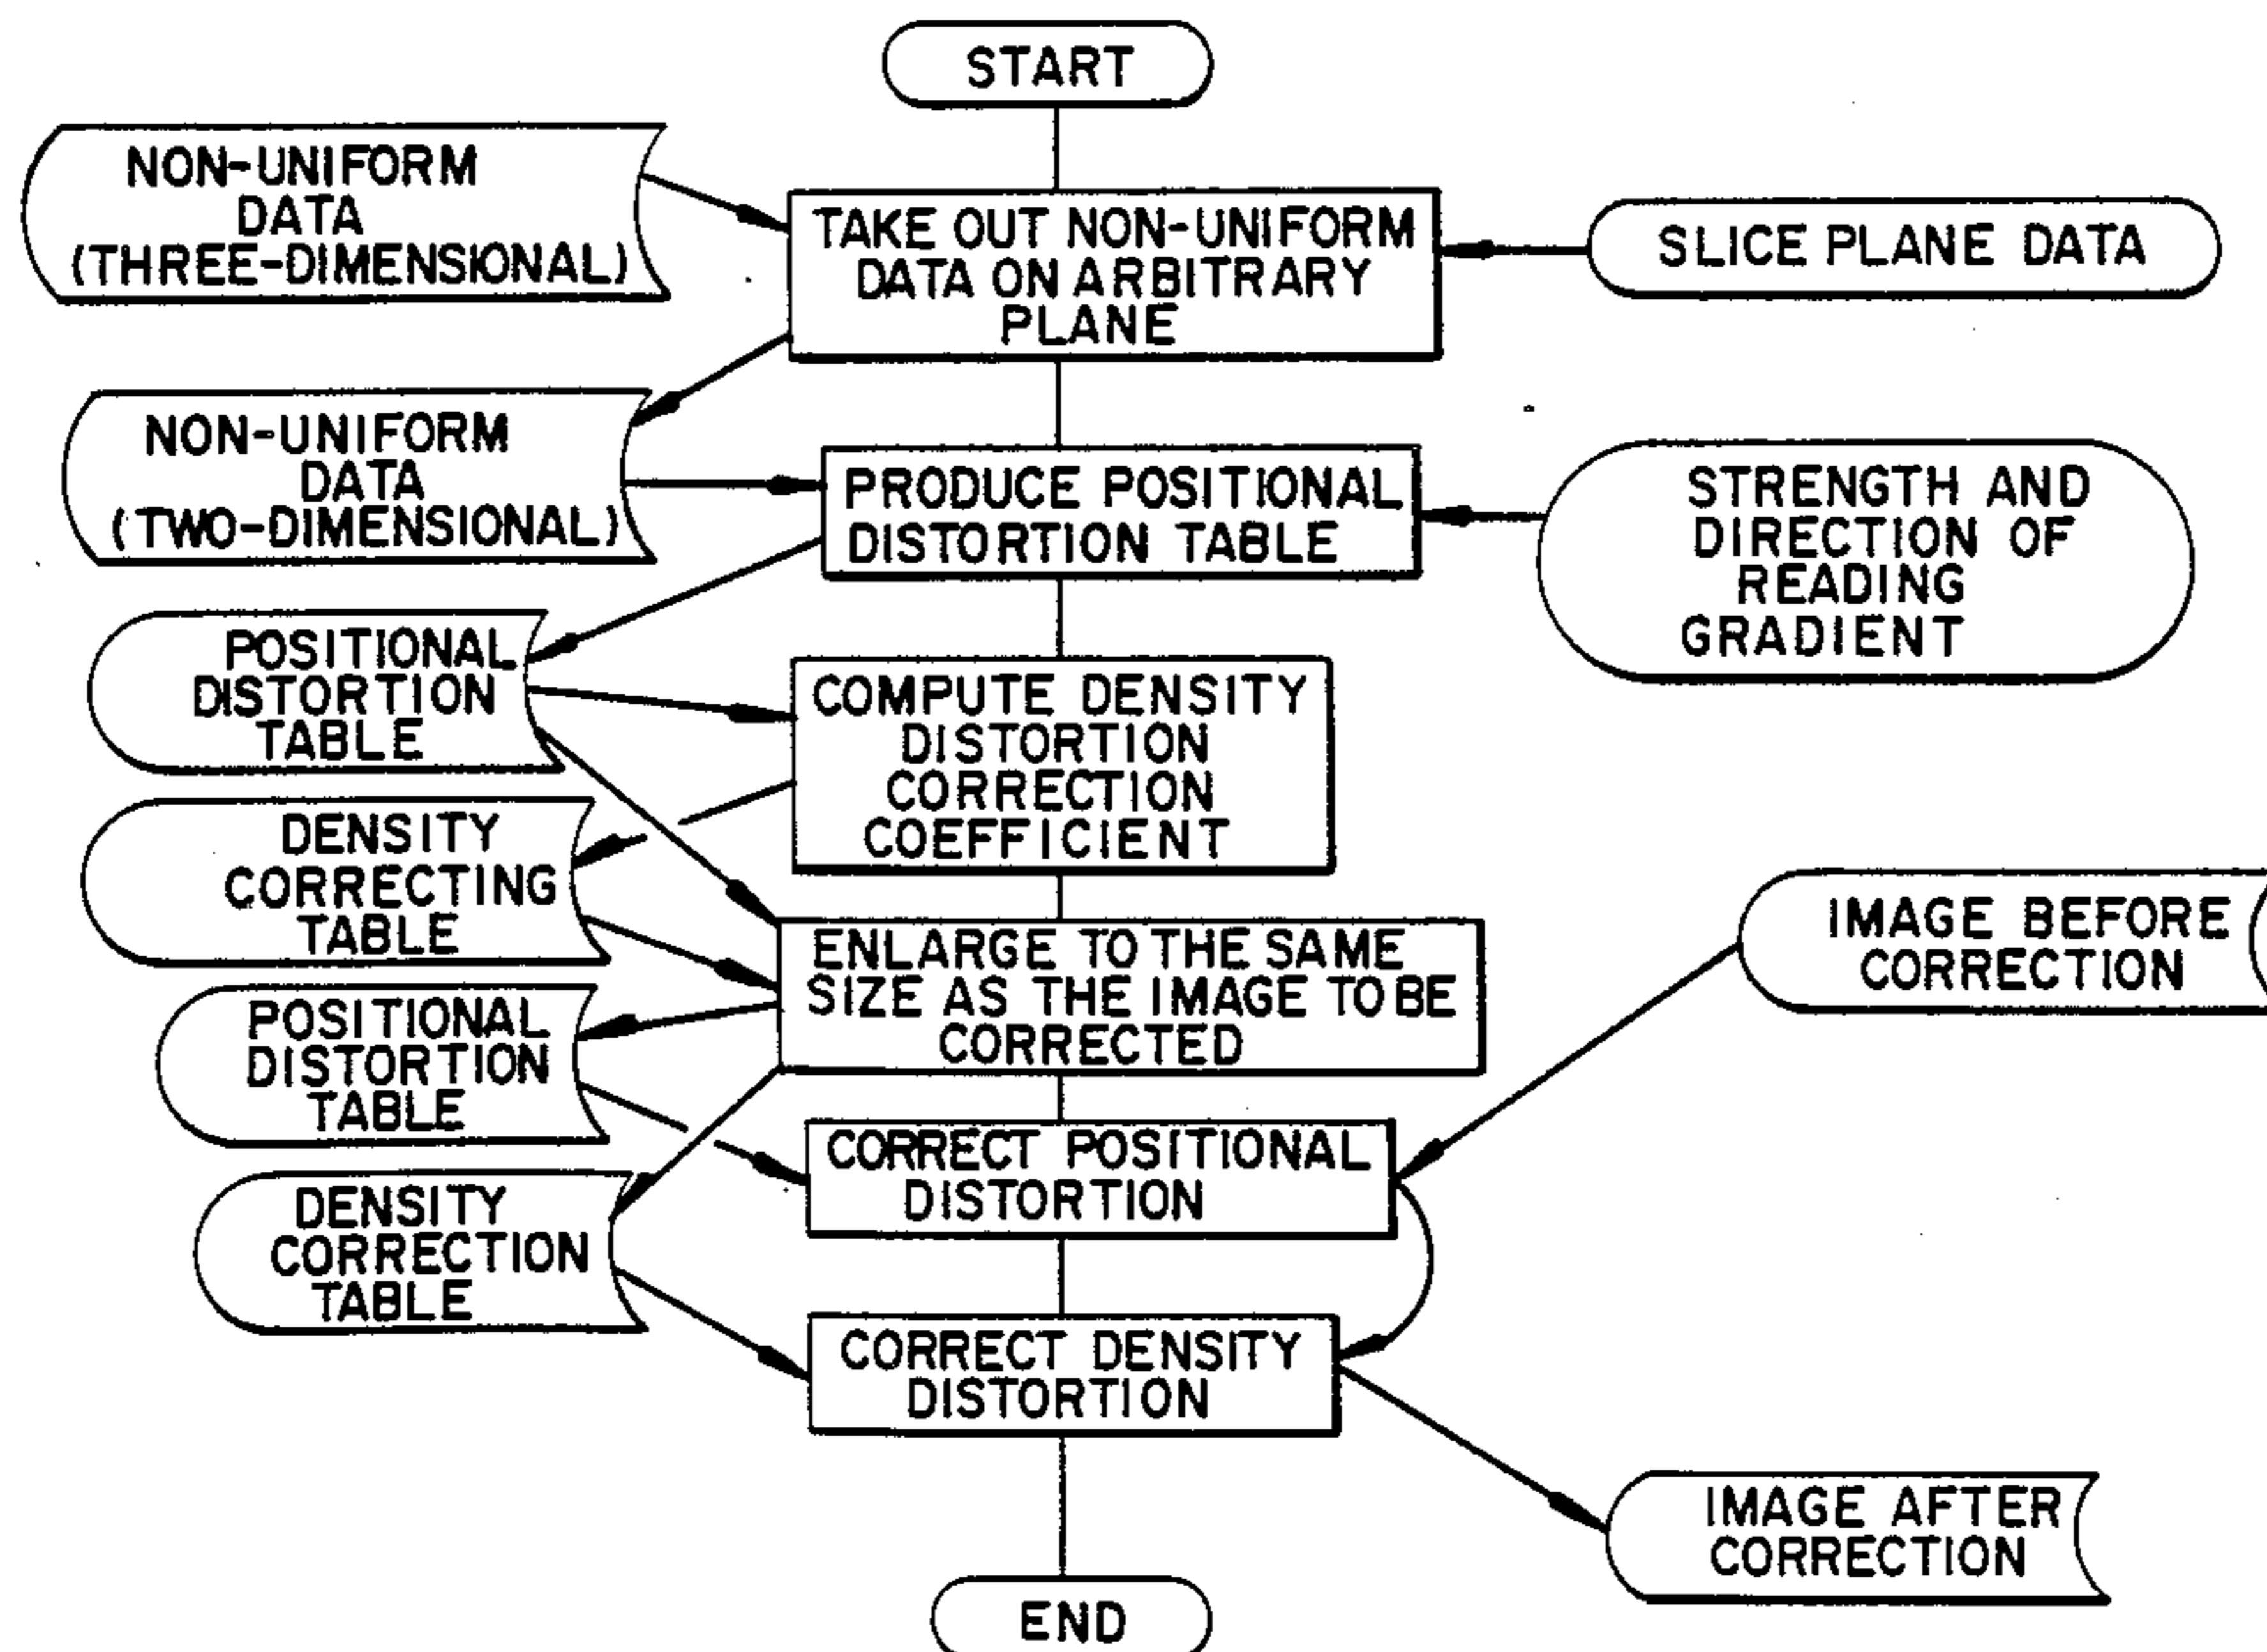 START
NON-UNIFORM
DATA
(THREE-DIMENSIONAL)
TAKE OUT NON-UNIFORM
DATA ON ARBITRARY
PLANE
SLICE PLANE DATA
NON-UNIFORM
DATA
(TWO-DIMENSIONAL)
PRODUCE POSITIONAL
DISTORTION TABLE
STRENGTH AND
DIRECTION OF
READING
GRADIENT
POSITIONAL
DISTORTION
TABLE
COMPUTE DENSITY
DISTORTION
CORRECTION
COEFFICIENT
DENSITY
CORRECTING
TABLE
ENLARGE TO THE SAME
SIZE AS THE IMAGE TO BE
CORRECTED
IMAGE BEFORE
CORRECTION
POSITIONAL
DISTORTION
TABLE
CORRECT POSITIONAL
DISTORTION
DENSITY
CORRECTION
TABLE
CORRECT DENSITY
DISTORTION
IMAGE AFTER
CORRECTION
END